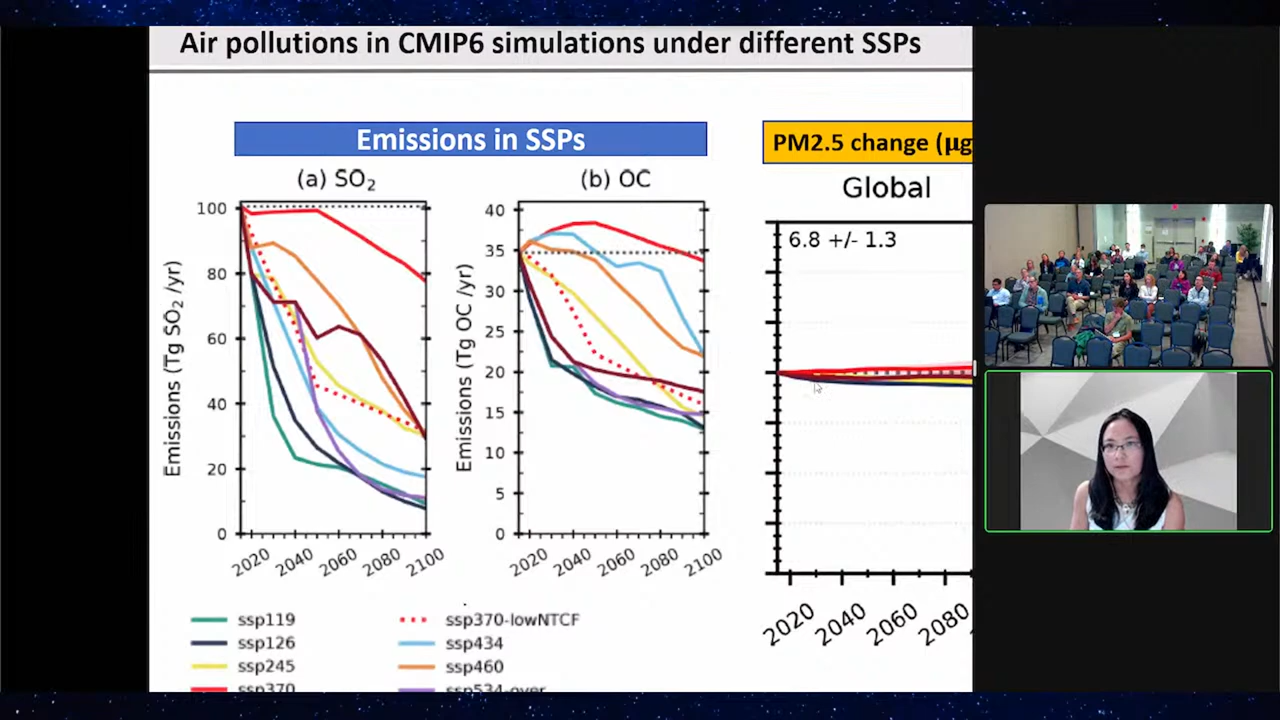 Air pollutions in CMIP6 simulations under different SSPs
Emissions in SSPs
PM2.5 change (μg
(a) SO₂
(b) OC
Global
Emissions (Tg SO₂ /yr)
100
80
60
40
20
0
2020
2040
2060
2080
2100
Emissions (Tg OC /yr)
40
35
30
25
20
15
10
5
0
2020
2040
2060
2080
2100
6.8 +/- 1.3
2020
2040
2060
2080
ssp119
ssp126
ssp245
ssp370
ssp370-lowNTCF
ssp434
ssp460
ssp534-over